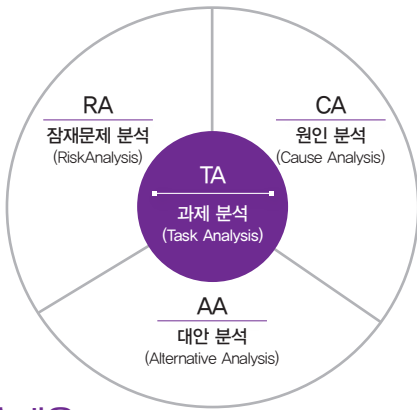 RA
잠재문제 분석
(RiskAnalysis)
CA
원인 분석
(Cause Analysis)
TA
과제 분석
(Task Analysis)
AA
대안 분석
(Alternative Analysis)